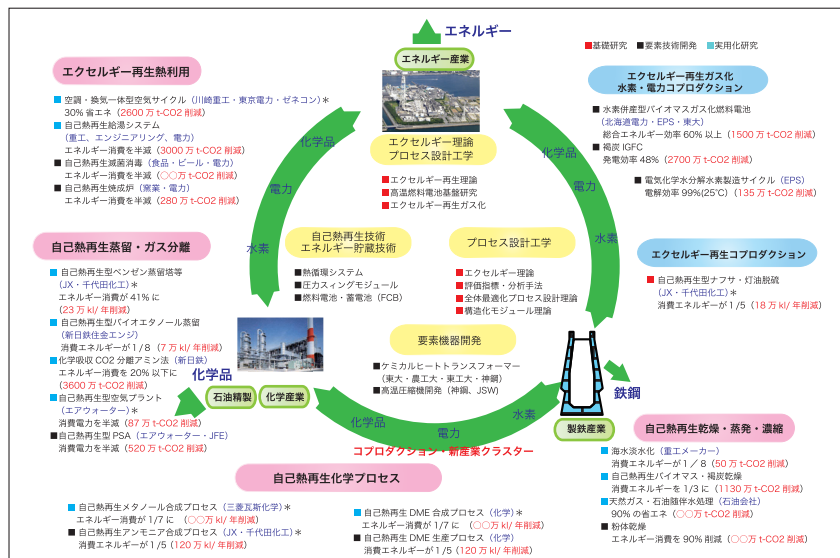 エネルギー
■基礎研究 ■要素技術開発 ■実用化研究
エネルギー産業
エクセルギー再生熱利用
■ 空調・換気一体型空気サイクル（川崎重工・東京電力・ゼネコン）＊
30% 省エネ（2600万 t-CO2 削減）
■ 自己熱再生給湯システム
（重工、エンジニアリング、電力）
エネルギー消費を半減（3000万 t-CO2 削減）
■ 自己熱再生滅菌消毒（食品・ビール・電力）
エネルギー消費を半減（○○万 t-CO2 削減）
■ 自己熱再生焼成炉（窯業・電力）
エネルギー消費を半減（280 万 t-CO2 削減）
エクセルギー再生ガス化
水素・電力コプロダクション
■ 水素併産型バイオマスガス化燃料電池
（北海道電力・EPS・東大）
総合エネルギー効率 60% 以上（1500万 t-CO2 削減）
■ 褐炭 IGFC
発電効率 48%（2700 万 t-CO2 削減）
■ 電気化学水分解水素製造サイクル（EPS）
電解効率 99%(25℃)（135 万 t-CO2 削減）
化学品
電力
水素
化学品
電力
水素
エクセルギー理論
プロセス設計工学
■エクセルギー再生理論
■高温燃料電池基盤研究
■エクセルギー再生ガス化
自己熱再生技術
エネルギー貯蔵技術
■熱循環システム
■圧力スィングモジュール
■燃料電池・蓄電池（FCB）
プロセス設計工学
■エクセルギー理論
■評価指標・分析手法
■全体最適化プロセス設計理論
■構造化モジュール理論
要素機器開発
■ケミカルヒートトランスフォーマー
（東大・農工大・東工大・神鋼）
■高温圧縮機開発（神鋼、JSW）
自己熱再生蒸留・ガス分離
■ 自己熱再生型ベンゼン蒸留塔等
（JX・千代田化工）＊
エネルギー消費が 41% に
（23 万 kl/ 年削減）
■自己熱再生型バイオエタノール蒸留
（新日鉄住金エンジ）
消費エネルギーが 1 / 8（7 万 kl/ 年削減）
■化学吸収 CO2 分離アミン法（新日鉄）
エネルギー消費を 20% 以下に
（3600 万 t-CO2 削減）
■自己熱再生型空気プラント
（エアウォーター）＊
消費電力を半減（87 万 t-CO2 削減）
■自己熱再生型 PSA（エアウォーター・JFE）
消費電力を半減（520 万 t-CO2 削減）
エクセルギー再生コプロダクション
■ 自己熱再生型ナフサ・灯油脱硫
（JX・千代田化工）＊
消費エネルギーが 1/5（18 万 kl/ 年削減）
化学品
石油精製
化学産業
鉄鋼
製鉄産業
化学品
電力
水素
コプロダクション・新産業クラスター
自己熱再生乾燥・蒸発・濃縮
■ 海水淡水化（重工メーカー）
消費エネルギーが 1 ／ 8（50 万 t-CO2 削減）
■ 自己熱再生バイオマス・褐炭乾燥
消費エネルギーを 1/3 に（1130 万 t-CO2 削減）
■天然ガス・石油随伴水処理（石油会社）
90% の省エネ（○○万 t-CO2 削減）
■ 粉体乾燥
エネルギー消費を 90% 削減（○○万 t-CO2 削減）
自己熱再生化学プロセス
■ 自己熱再生メタノール合成プロセス（三菱瓦斯化学）＊
エネルギー消費が 1/7 に（○○万 kl/ 年削減）
■自己熱再生アンモニア合成プロセス（JX・千代田化工）＊
消費エネルギーが 1/5（120 万 kl/ 年削減）
■ 自己熱再生 DME 合成プロセス（化学）＊
エネルギー消費が 1/7 に（○○万 kl/ 年削減）
■ 自己熱再生 DME 生産プロセス（化学）
消費エネルギーが 1/5（120 万 kl/ 年削減）